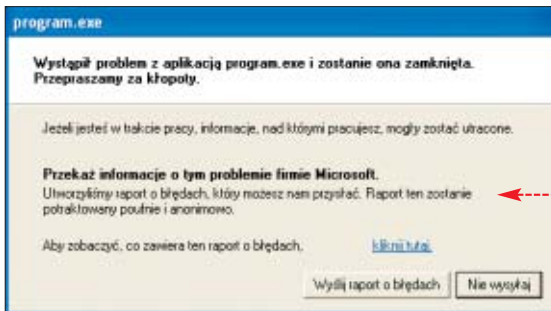 program.exe
Wystąpił problem z aplikacją program.exe i zostanie ona zamknięta.
Przepraszamy za kłopoty.
Jeżeli jesteś w trakcie pracy, informacje, nad którymi pracujesz, mogły zostać utracone.
Przekaż informacje o tym problemie firmie Microsoft.
Utworzyliśmy raport o błędach, który możesz nam przysłać. Raport ten zostanie
potraktowany poufnie i anonimowo.
Aby zobaczyć, co zawiera ten raport o błędach, kliknij tutaj.
Wyślij raport o błędach Nie wysyłaj